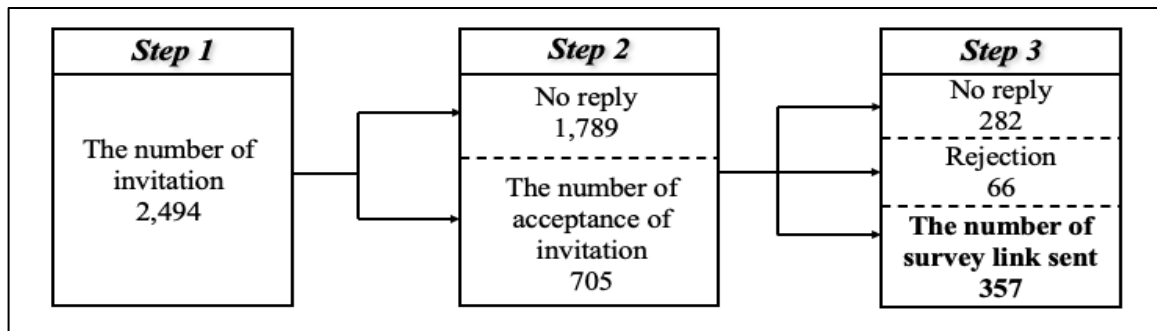 Step 1
The number of
invitation
2,494
Step 2
No reply
1,789
The number of
acceptance of
invitation
705
Step 3
No reply
282
Rejection
66
The number of
survey link sent
357